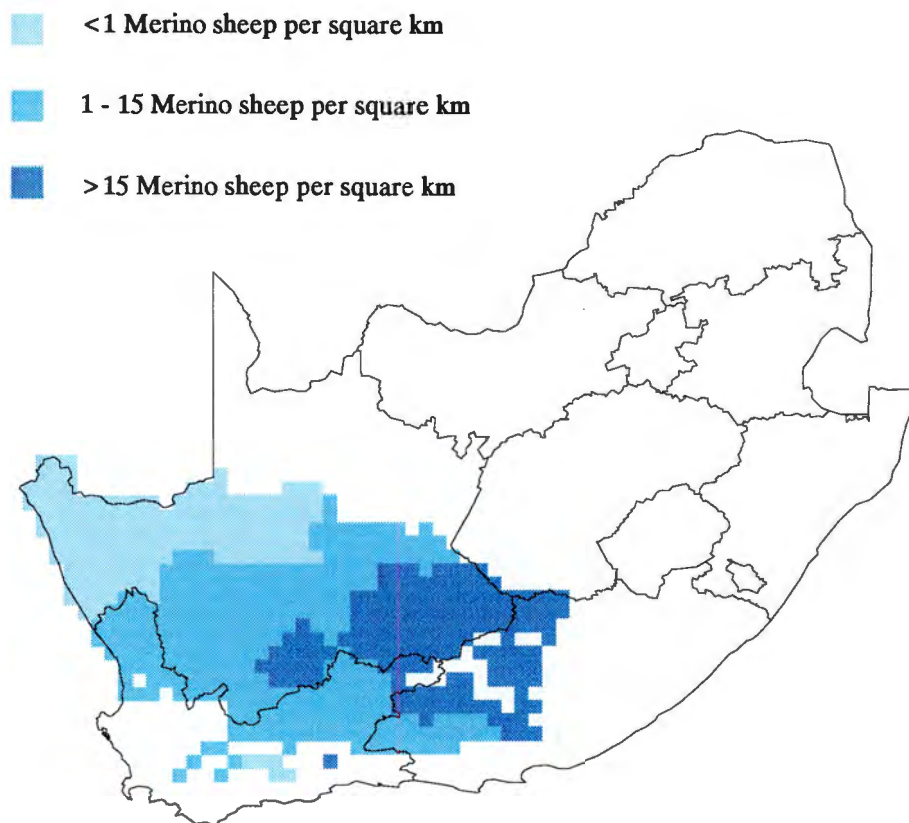 <1 Merino sheep per square km
1 - 15 Merino sheep per square km
>15 Merino sheep per square km